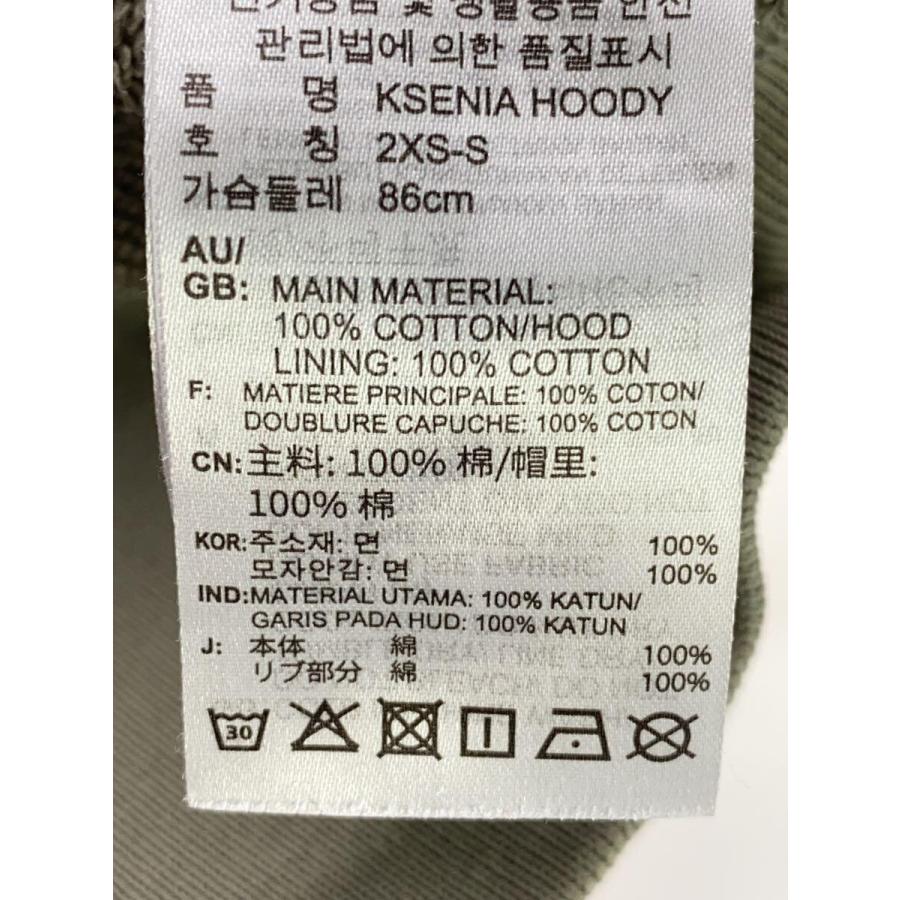 관리법에 의한 품질표시
품 명 KSENIA HOODY
호 칭 2XS-S
가슴둘레 86cm
AU/
GB: MAIN MATERIAL:
100% COTTON/HOOD
LINING: 100% COTTON
F: MATIERE PRINCIPALE: 100% COTON/
DOUBLURE CAPUCHE: 100% COTON
CN: 主料: 100% 棉/帽里:
100% 棉
KOR: 주소재: 면 100%
모자안감: 면 100%
IND: MATERIAL UTAMA: 100% KATUN/
GARIS PADA HUD: 100% KATUN
J: 本体 綿 100%
リブ部分 綿 100%
30